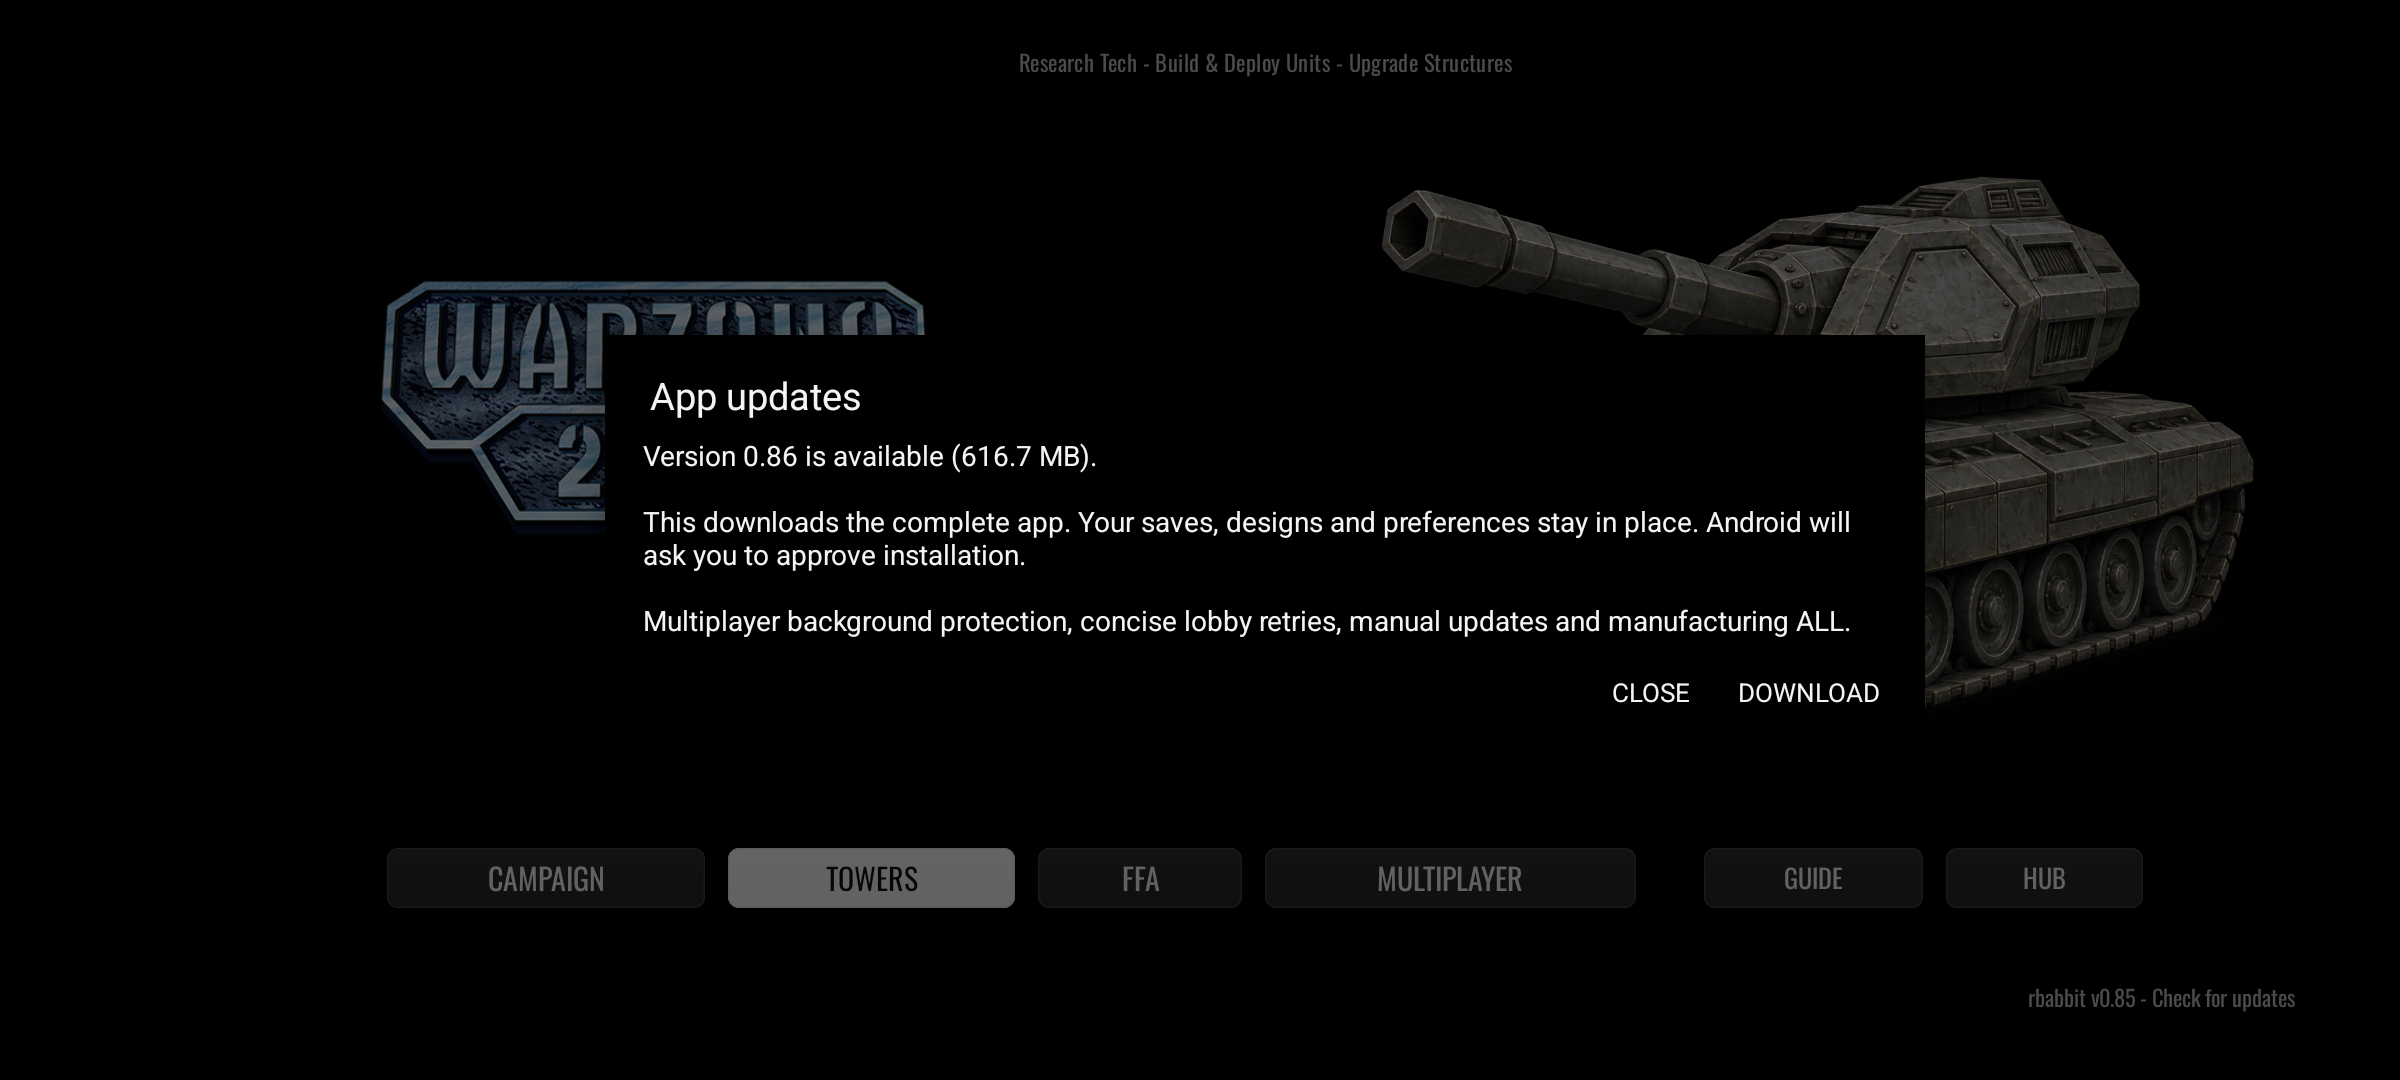 Research Tech - Build & Deploy Units - Upgrade Structures
App updates
Version 0.86 is available (616.7 MB).
This downloads the complete app. Your saves, designs and preferences stay in place. Android will
ask you to approve installation.
Multiplayer background protection, concise lobby retries, manual updates and manufacturing ALL.
CLOSE DOWNLOAD
CAMPAIGN TOWERS FFA MULTIPLAYER GUIDE HUB
rbabbit v0.85 - Check for updates